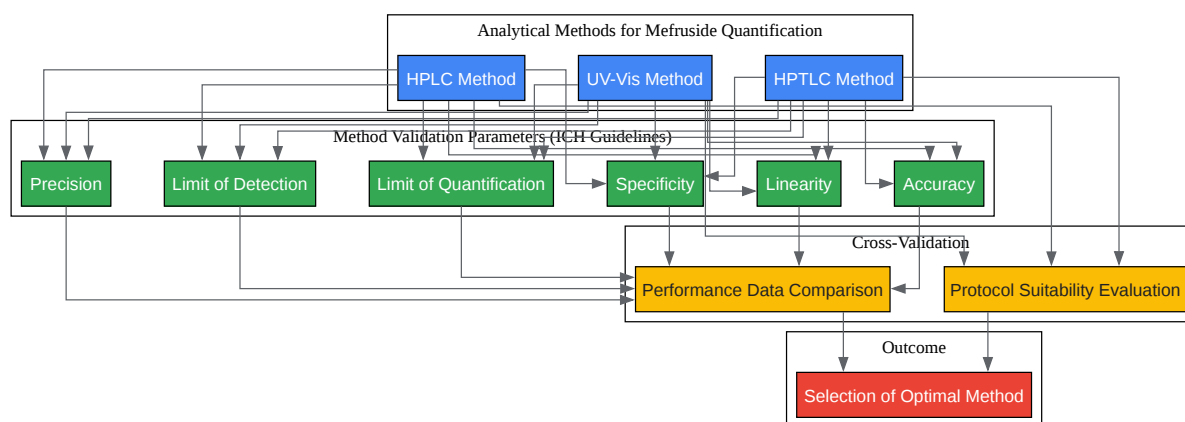 Analytical Methods for Mefruside Quantification
HPLC Method
UV-Vis Method
HPTLC Method
Method Validation Parameters (ICH Guidelines)
Precision
Limit of Detection
Limit of Quantification
Specificity
Linearity
Accuracy
Cross-Validation
Performance Data Comparison
Protocol Suitability Evaluation
Outcome
Selection of Optimal Method